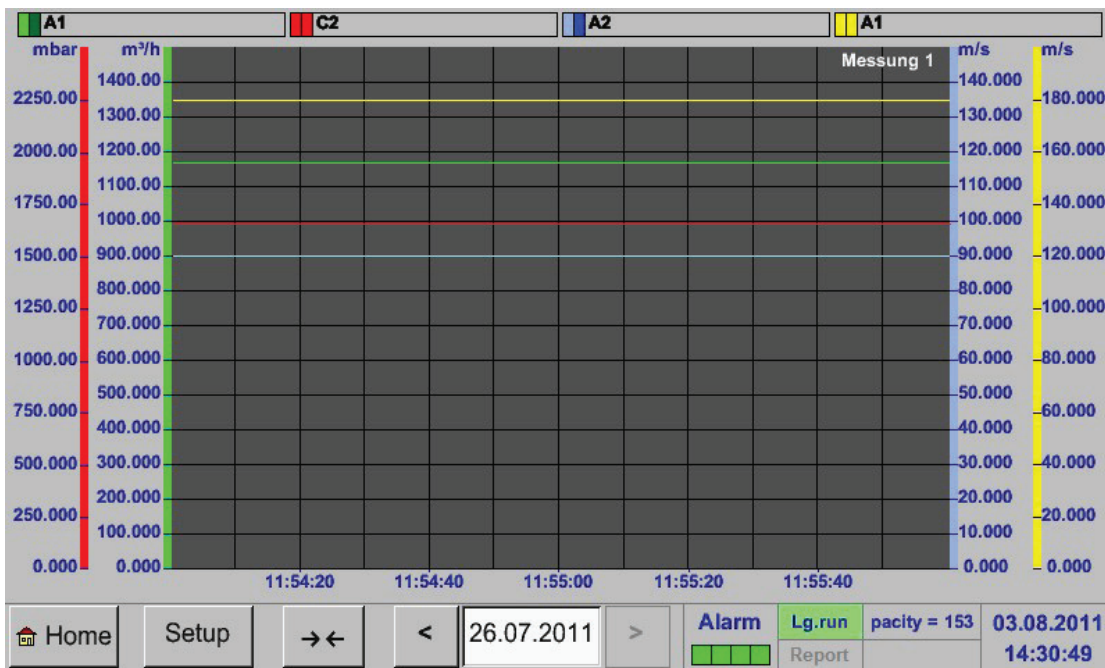 A1 C2 A2 A1
mbar m³/h m/s m/s
Messung 1
1400.00 140.000
2250.00 180.000
1300.00 130.000
2000.00 1200.00 120.000 160.000
1100.00 110.000
1750.00 140.000
1000.00 100.000
1500.00 900.000 90.000 120.000
800.000 80.000
1250.00 100.000
700.000 70.000
1000.00 600.000 60.000 80.000
500.000 50.000
750.000 60.000
400.000 40.000
500.000 300.000 30.000 40.000
200.000 20.000
250.000 20.000
100.000 10.000
0.000 0.000 0.000 0.000
11:54:20 11:54:40 11:55:00 11:55:20 11:55:40
Home Setup →← < 26.07.2011 > Alarm Lg.run pacity = 153 03.08.2011
Report 14:30:49